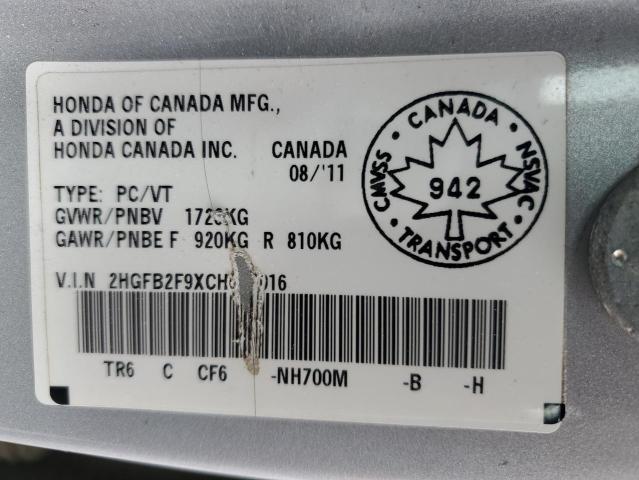 HONDA OF CANADA MFG.,
A DIVISION OF
HONDA CANADA INC. CANADA
08/'11
TYPE: PC/VT
GVWR/PNBV
GAWR/PNBE F 920KG R 810KG
V.I.N
TR6 C CF6 -NH700M -B -H
CANADA
CMVSS NSVAC
942
TRANSPORT